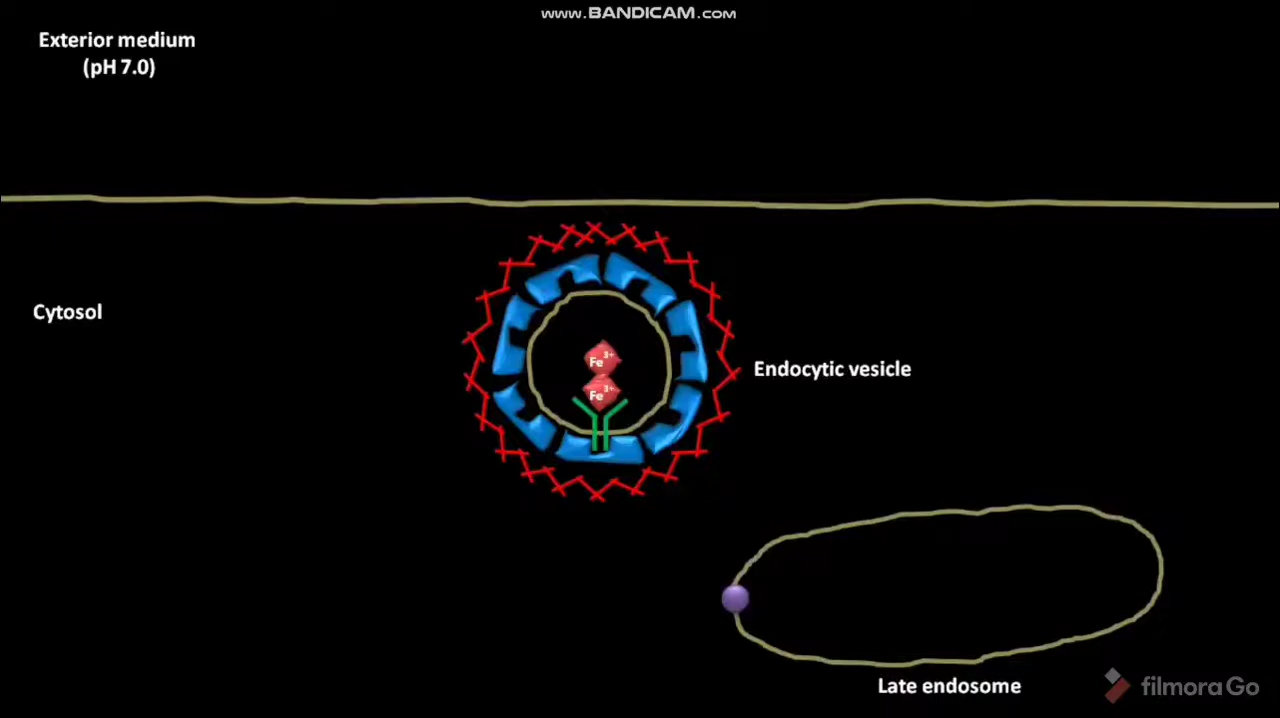 www.BANDICAM.com
Exterior medium
(pH 7.0)
Cytosol
Fe3+
Fe3+
Endocytic vesicle
Late endosome
filmoraGo